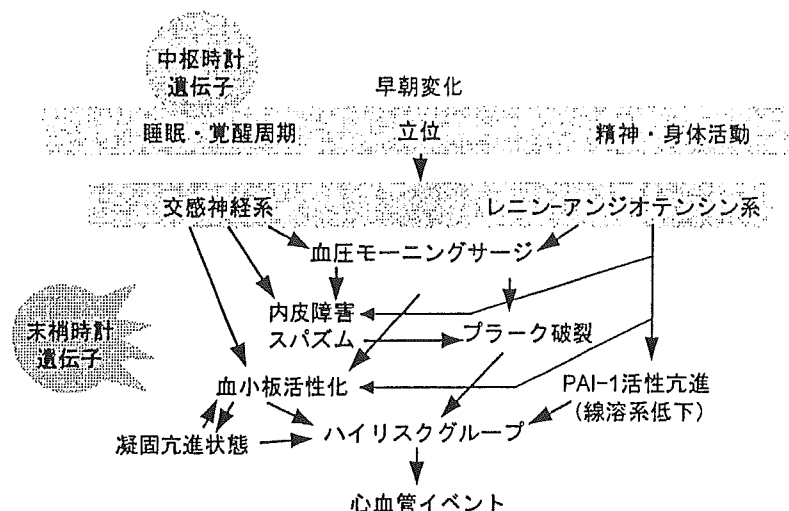 中枢時計
遺伝子
早朝変化
睡眠・覚醒周期 立位 精神・身体活動
交感神経系 レニン-アンジオテンシン系
血圧モーニングサージ
内皮障害
スパズム
プラーク破裂
末梢時計
遺伝子
血小板活性化
PAI-1活性亢進
(線溶系低下)
凝固亢進状態
ハイリスクグループ
心血管イベント